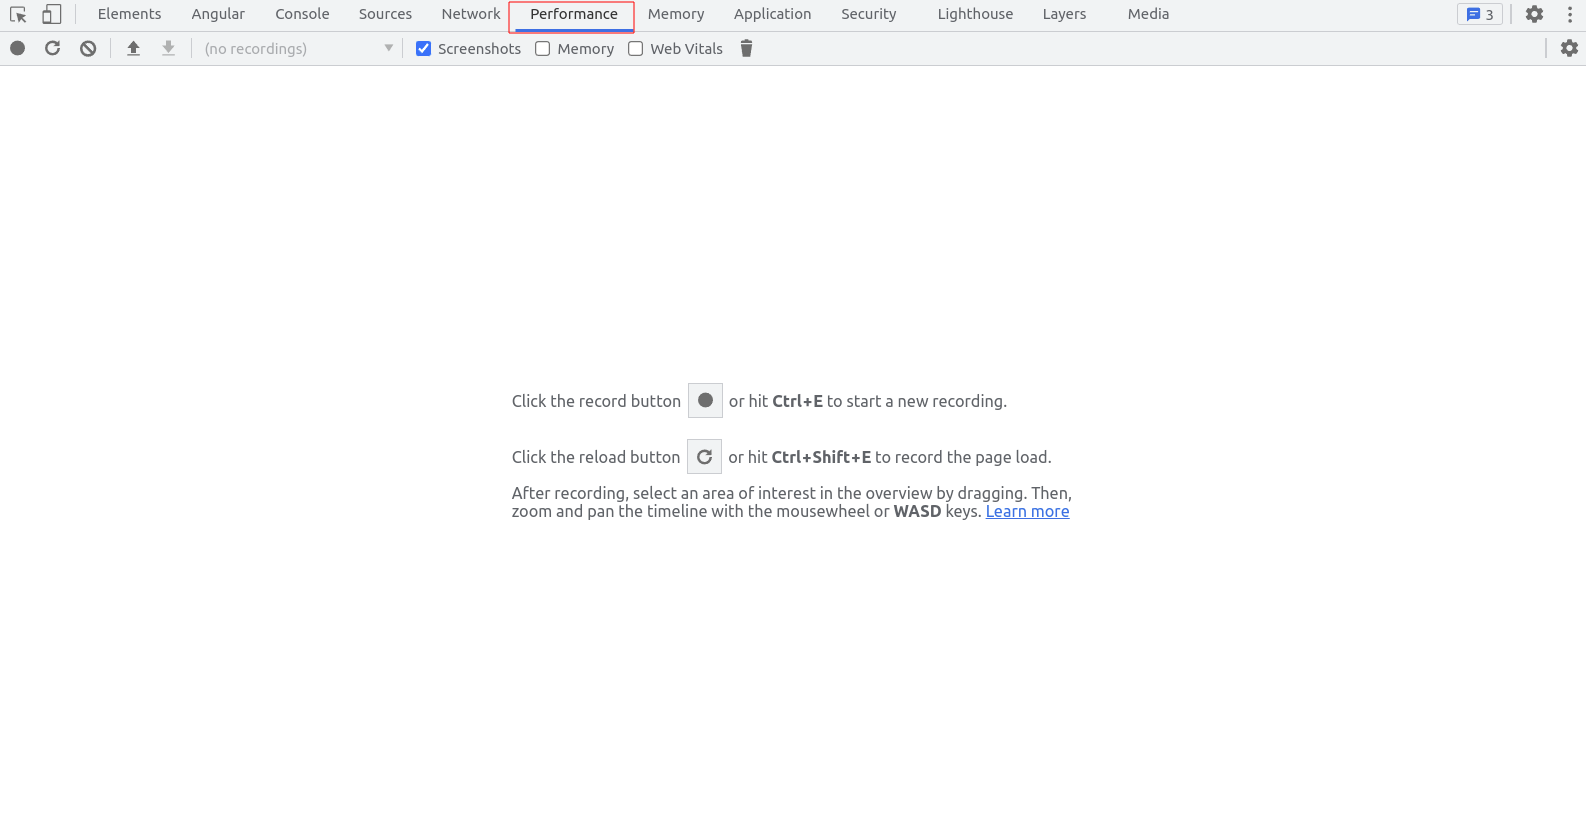 Elements Angular Console Sources Network Performance Memory Application Security Lighthouse Layers Media 3
(no recordings) Screenshots Memory Web Vitals
Click the record button or hit Ctrl+E to start a new recording.
Click the reload button or hit Ctrl+Shift+E to record the page load.
After recording, select an area of interest in the overview by dragging. Then,
zoom and pan the timeline with the mousewheel or WASD keys. Learn more